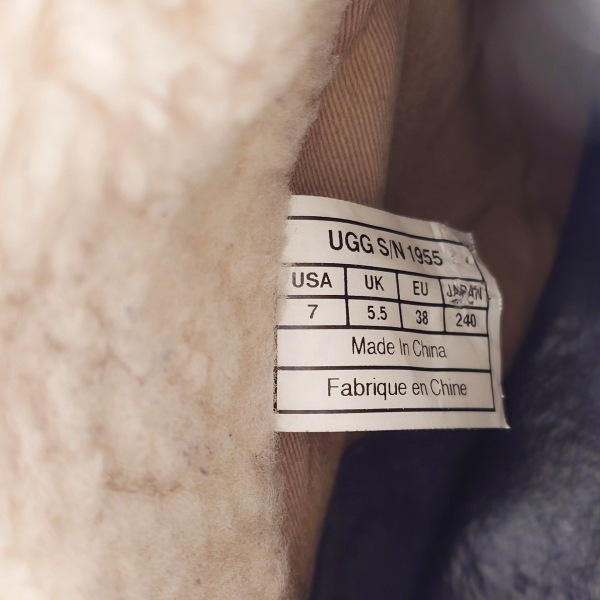 UGG S/N 1955
USA UK EU JAPAN
7 5.5 38 240
Made In China
Fabrique en Chine